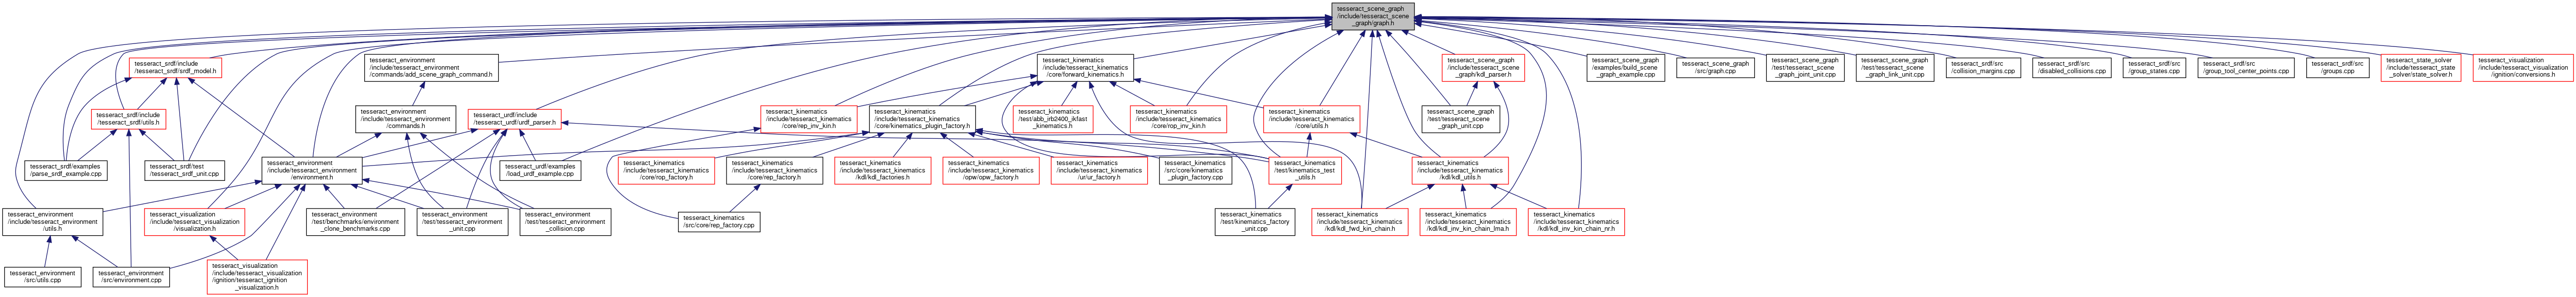 tesseract_scene_graph
/include/tesseract_scene
_graph/graph.h
tesseract_srdf/include
/tesseract_srdf/srdf_model.h
tesseract_environment
/include/tesseract_environment
/commands/add_scene_graph_command.h
tesseract_kinematics
/include/tesseract_kinematics
/core/forward_kinematics.h
tesseract_scene_graph
/include/tesseract_scene
_graph/kdl_parser.h
tesseract_scene_graph
/examples/build_scene
_graph_example.cpp
tesseract_scene_graph
/src/graph.cpp
tesseract_scene_graph
/test/tesseract_scene
_graph_joint_unit.cpp
tesseract_scene_graph
/test/tesseract_scene
_graph_link_unit.cpp
tesseract_srdf/src
/collision_margins.cpp
tesseract_srdf/src
/disabled_collisions.cpp
tesseract_srdf/src
/group_states.cpp
tesseract_srdf/src
/group_tool_center_points.cpp
tesseract_srdf/src
/groups.cpp
tesseract_state_solver
/include/tesseract_state
_solver/state_solver.h
tesseract_visualization
/include/tesseract_visualization
/ignition/conversions.h
tesseract_srdf/include
/tesseract_srdf/utils.h
tesseract_environment
/include/tesseract_environment
/commands.h
tesseract_urdf/include
/tesseract_urdf/urdf_parser.h
tesseract_kinematics
/include/tesseract_kinematics
/core/rep_inv_kin.h
tesseract_kinematics
/include/tesseract_kinematics
/core/kinematics_plugin_factory.h
tesseract_kinematics
/test/abb_irb2400_ikfast
_kinematics.h
tesseract_kinematics
/include/tesseract_kinematics
/core/rop_inv_kin.h
tesseract_kinematics
/include/tesseract_kinematics
/core/utils.h
tesseract_scene_graph
/test/tesseract_scene
_graph_unit.cpp
tesseract_srdf/examples
/parse_srdf_example.cpp
tesseract_srdf/test
/tesseract_srdf_unit.cpp
tesseract_environment
/include/tesseract_environment
/environment.h
tesseract_urdf/examples
/load_urdf_example.cpp
tesseract_kinematics
/include/tesseract_kinematics
/core/rop_factory.h
tesseract_kinematics
/include/tesseract_kinematics
/core/rep_factory.h
tesseract_kinematics
/include/tesseract_kinematics
/kdl/kdl_factories.h
tesseract_kinematics
/include/tesseract_kinematics
/opw/opw_factory.h
tesseract_kinematics
/include/tesseract_kinematics
/ur/ur_factory.h
tesseract_kinematics
/src/core/kinematics
_plugin_factory.cpp
tesseract_kinematics
/test/kinematics_test
_utils.h
tesseract_kinematics
/include/tesseract_kinematics
/kdl/kdl_utils.h
tesseract_environment
/include/tesseract_environment
/utils.h
tesseract_visualization
/include/tesseract_visualization
/visualization.h
tesseract_environment
/test/benchmarks/environment
_clone_benchmarks.cpp
tesseract_environment
/test/tesseract_environment
_unit.cpp
tesseract_environment
/test/tesseract_environment
_collision.cpp
tesseract_kinematics
/src/core/rep_factory.cpp
tesseract_kinematics
/test/kinematics_factory
_unit.cpp
tesseract_kinematics
/include/tesseract_kinematics
/kdl/kdl_fwd_kin_chain.h
tesseract_kinematics
/include/tesseract_kinematics
/kdl/kdl_inv_kin_chain_lma.h
tesseract_kinematics
/include/tesseract_kinematics
/kdl/kdl_inv_kin_chain_nr.h
tesseract_environment
/src/utils.cpp
tesseract_environment
/src/environment.cpp
tesseract_visualization
/include/tesseract_visualization
/ignition/tesseract_ignition
_visualization.h